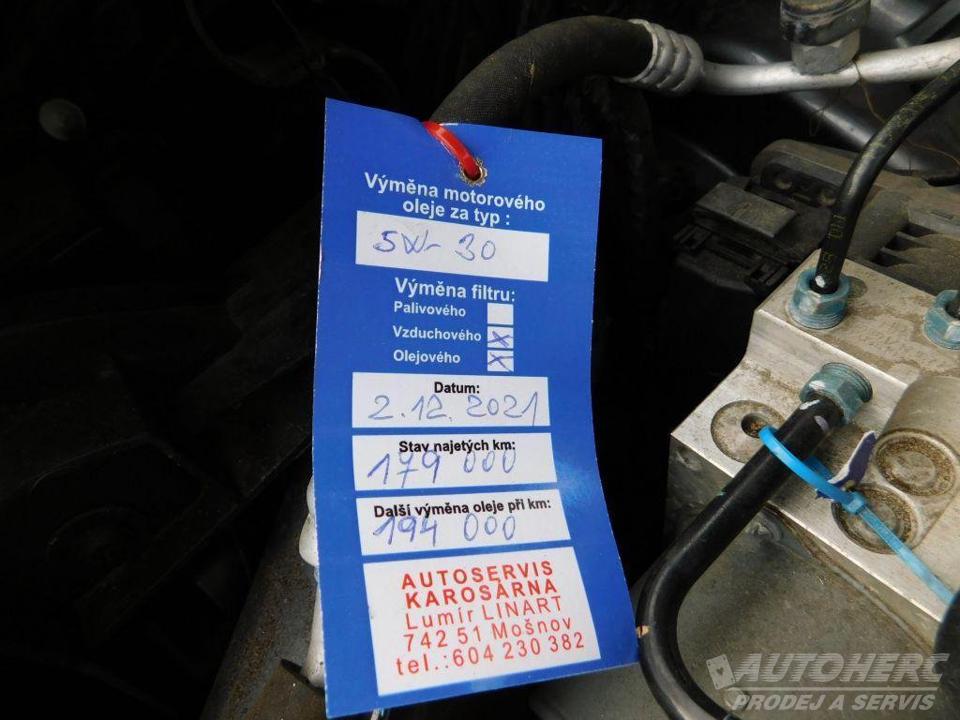 Výměna motorového
oleje za typ :
5W- 30
Výměna filtru:
Palivového
Vzduchového x
Olejového x
Datum:
2.12.2021
Stav najetých km:
179 000
Další výměna oleje při km:
194 000
AUTOSERVIS
KAROSÁRNA
Lumír LINART
742 51 Mošnov
tel.:604 230 382
AUTOHERC
PRODEJ A SERVIS